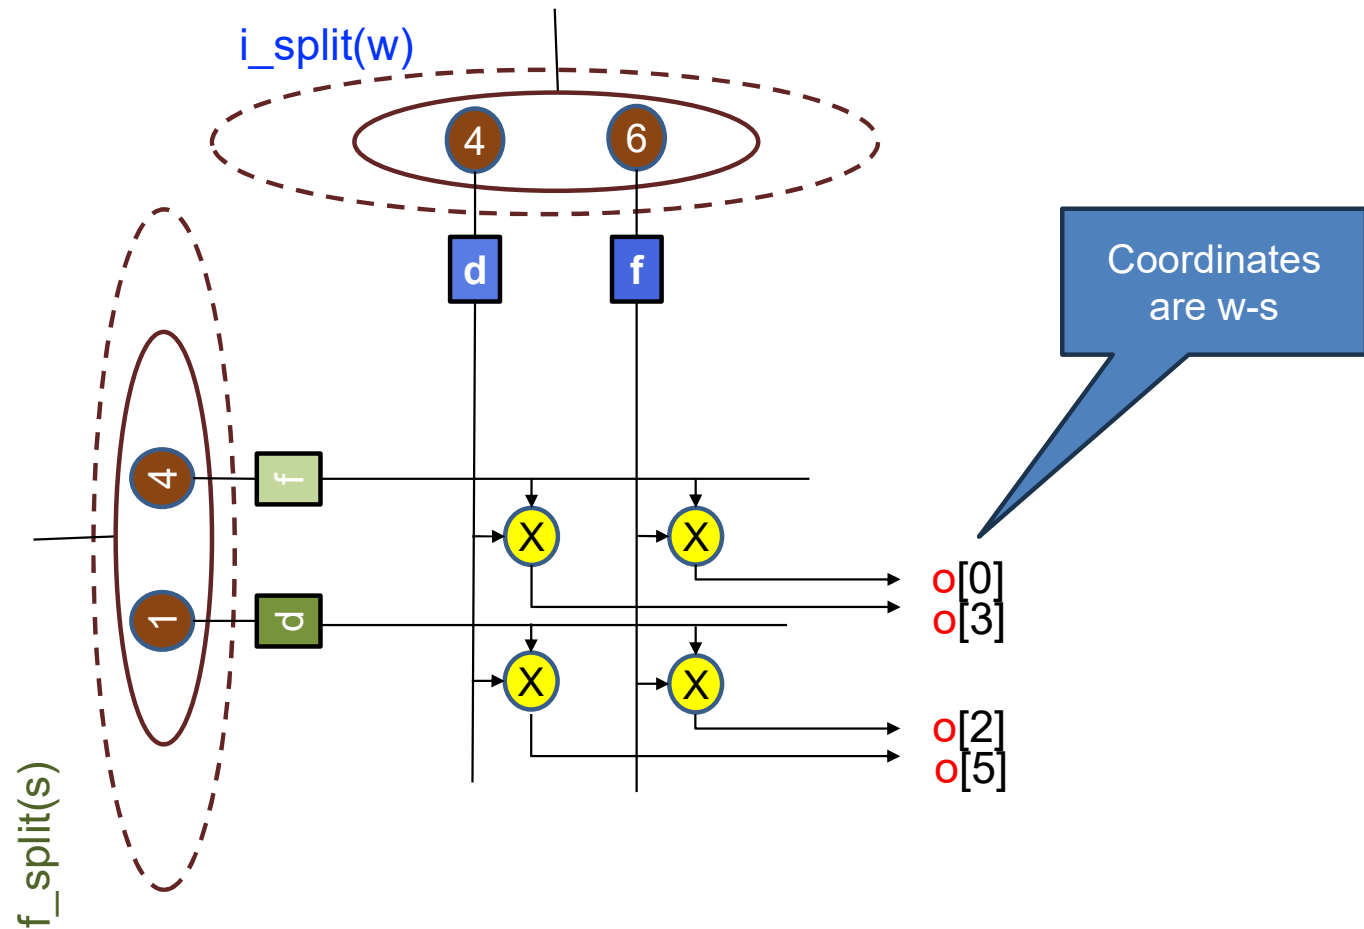 i_split(w)
4 6
d f
Coordinates
are w-s
4 f
X X
o[0]
o[3]
1 d
X X
o[2]
o[5]
f_split(s)